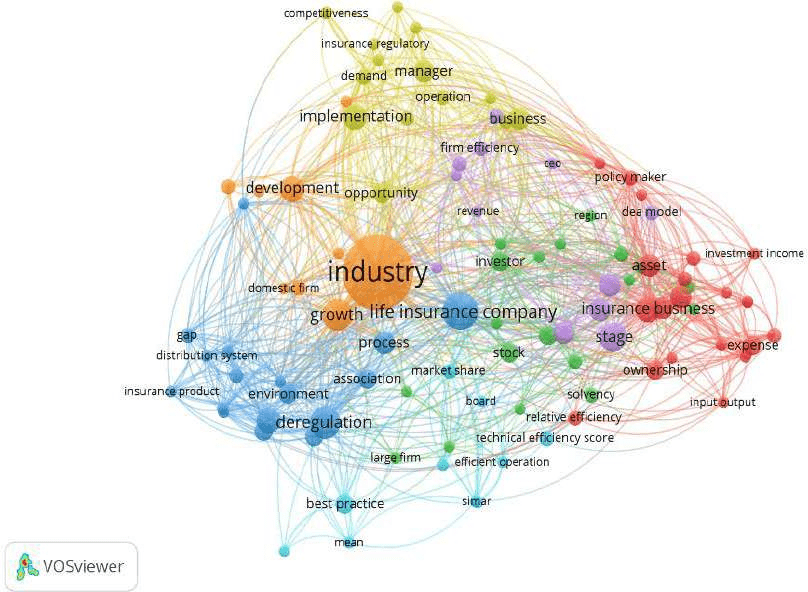 competitiveness
insurance regulatory
demand
manager
operation
implementation
business
firm efficiency
ceo
policy maker
development
opportunity
revenue
region
dea model
investor
asset
investment income
industry
domestic firm
growth
life insurance company
insurance business
gap
process
stock
stage
expense
distribution system
market share
ownership
association
insurance product
environment
board
solvency
input output
deregulation
relative efficiency
technical efficiency score
large firm
efficient operation
best practice
simar
mean
VOSviewer